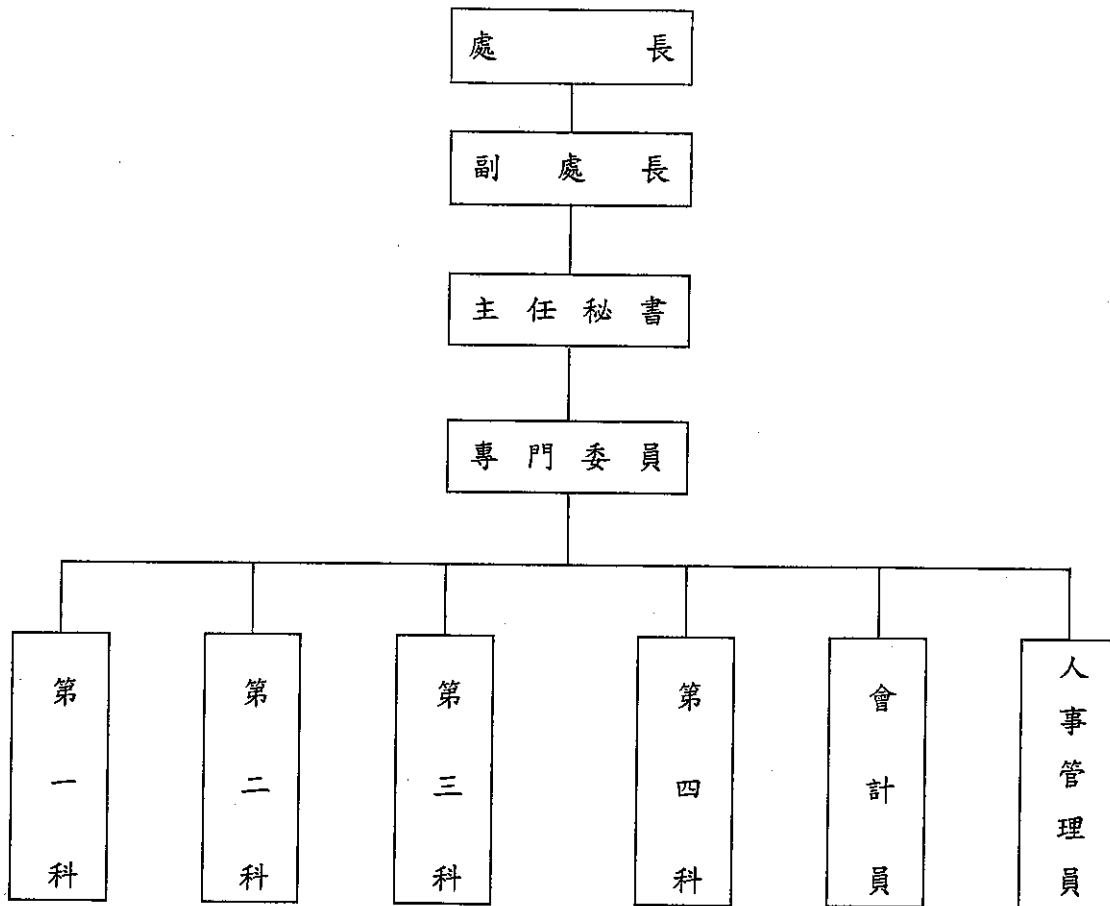 處長
副處長
主任秘書
專門委員
第一科
第二科
第三科
第四科
會計員
人事管理員